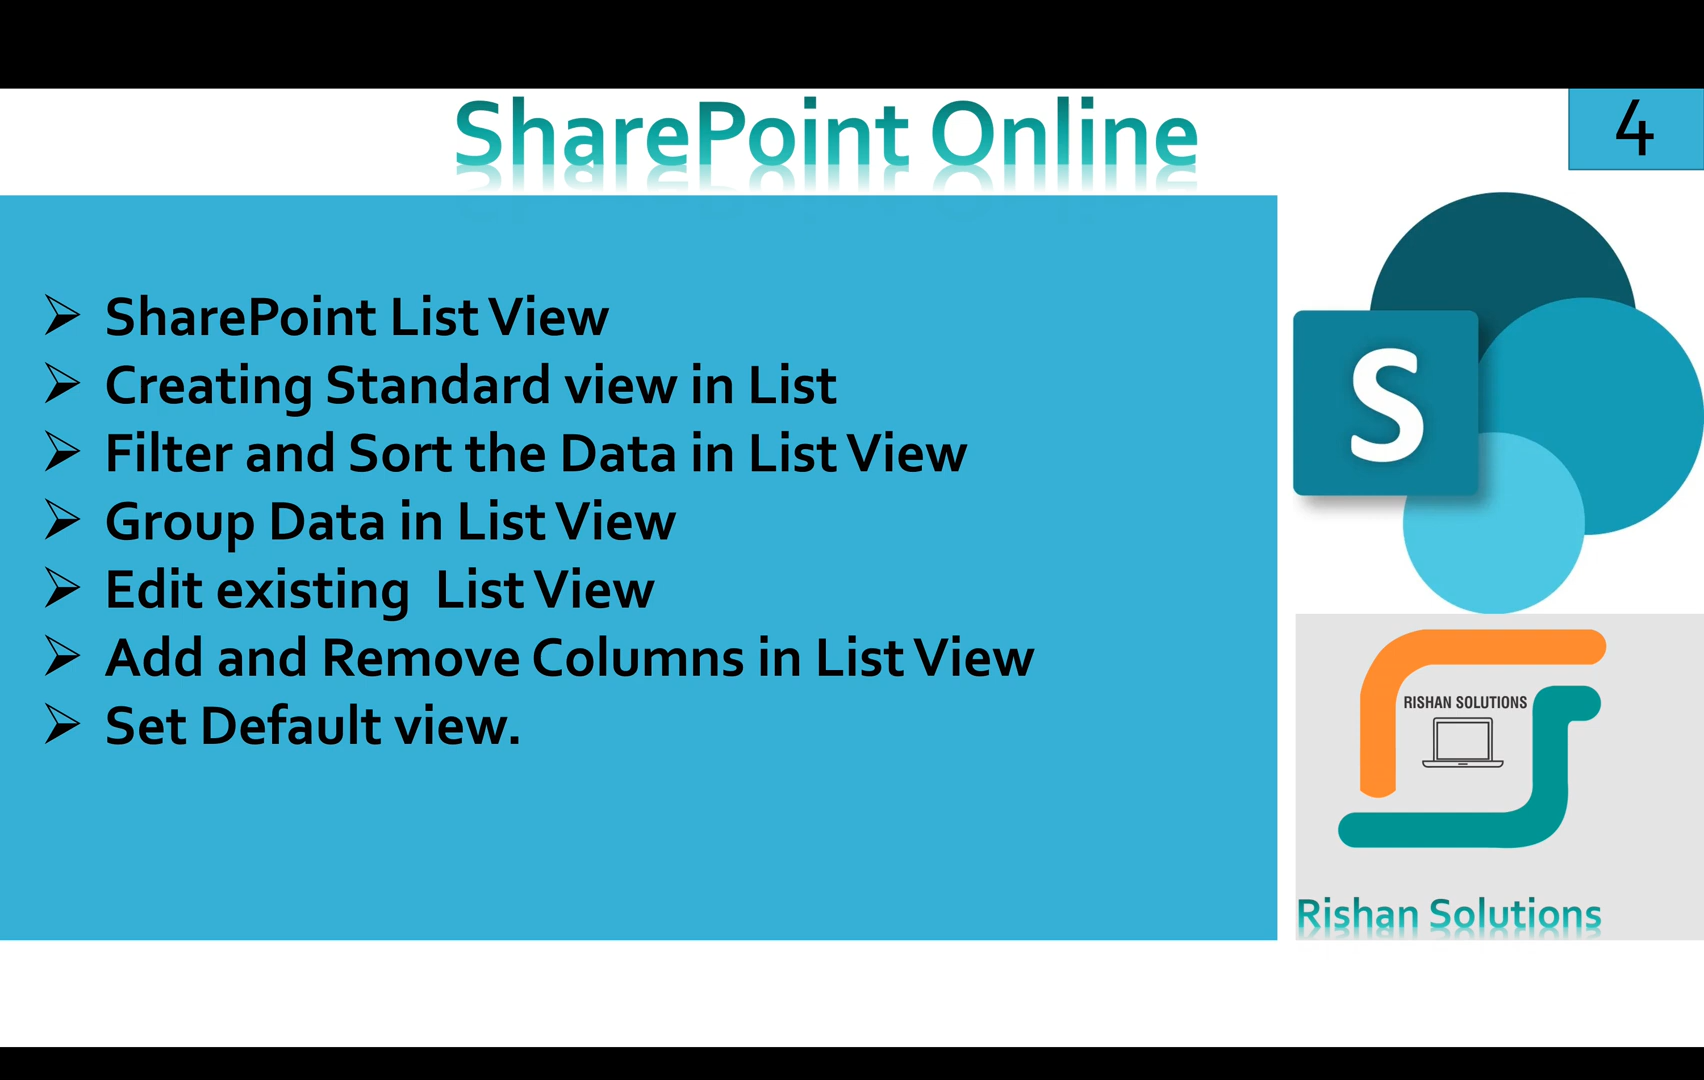 SharePoint Online
4
SharePoint List View
Creating Standard view in List
Filter and Sort the Data in List View
Group Data in List View
Edit existing  List View
Add and Remove Columns in List View
Set Default view.
S
RISHAN SOLUTIONS
Rishan Solutions